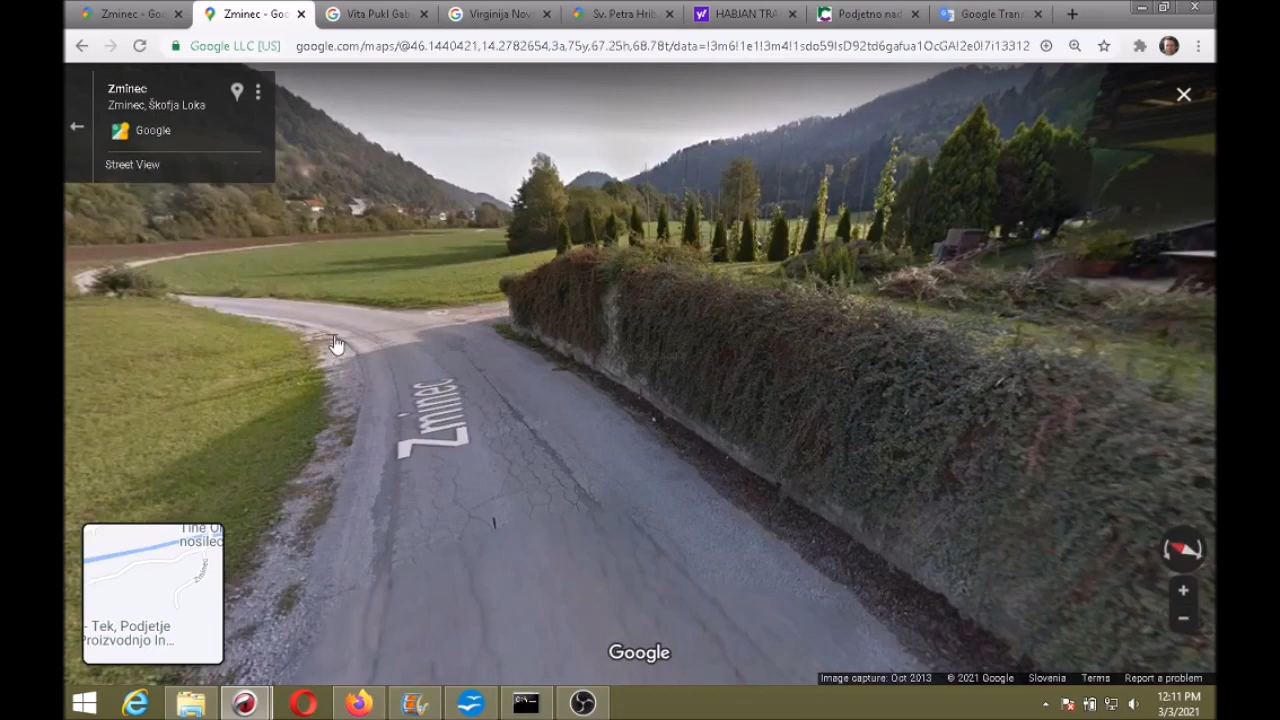 Zminec - Goo
Zminec - Goo
Vita Pukl Gab
Virginija Nov
Sv. Petra Hrib
HABJAN TRA
Podjetno nad
Google Tran
Google LLC [US]
google.com/maps/@46.1440421,14.2782654,3a,75y,67.25h,68.78t/data=!3m6!1e1!3m4!1sdo59IsD92td6gafua1OcGA!2e0!7i13312
Zminec
Zminec, Škofja Loka
Google
Street View
Zminec
nosilec
Zminec
- Tek, Podjetje
Proizvodnjo In...
Google
Image capture: Oct 2013 © 2021 Google Slovenia Terms Report a problem
12:11 PM
3/3/2021